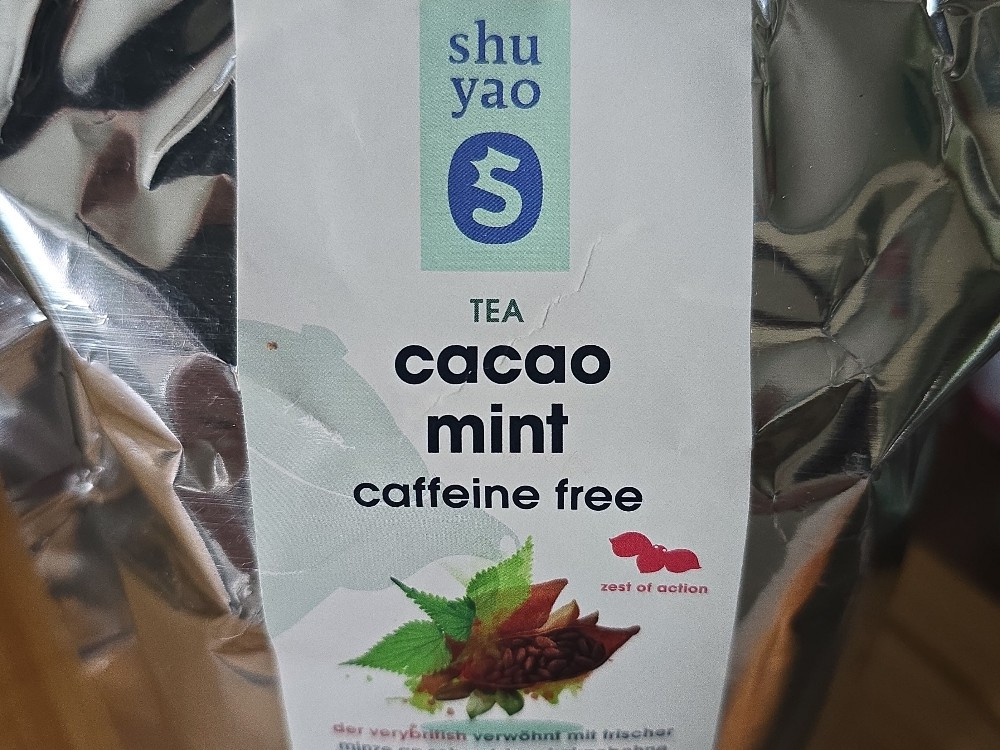 shu
yao
S
TEA
cacao
mint
caffeine free
zest of action
der verybritish verwöhnt mit frischer